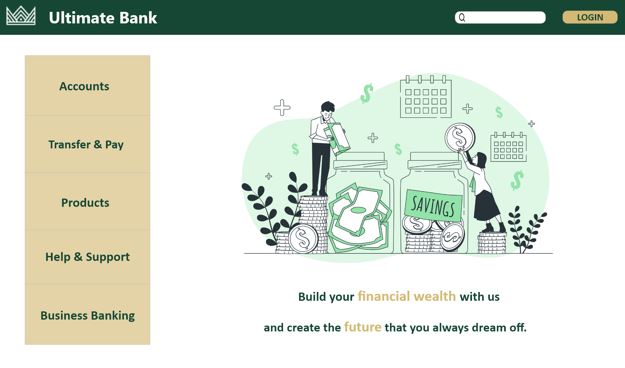 Ultimate Bank
LOGIN
Accounts
Transfer & Pay
Products
Help & Support
Business Banking
$
$
$
$
$
$
SAVINGS
$
$
$
Build your financial wealth with us
and create the future that you always dream off.